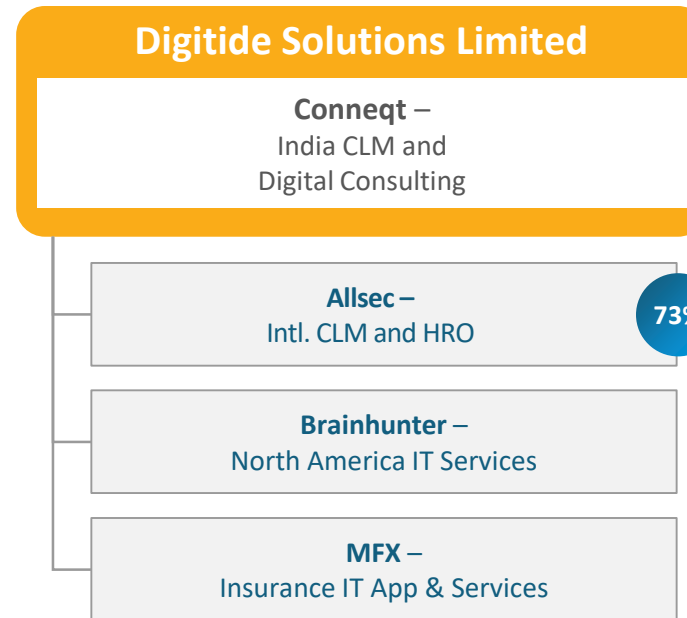 Digitide Solutions Limited
Conneqt –
India CLM and
Digital Consulting
Allsec –
Intl. CLM and HRO
73%
Brainhunter –
North America IT Services
MFX –
Insurance IT App & Services